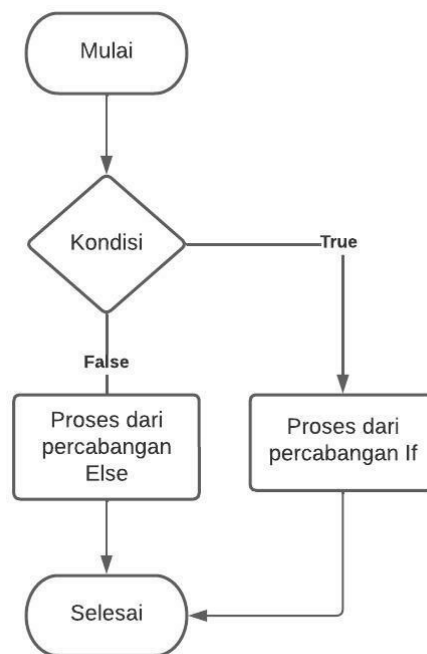 Mulai
Kondisi
True
False
Proses dari
percabangan
Else
Proses dari
percabangan If
Selesai